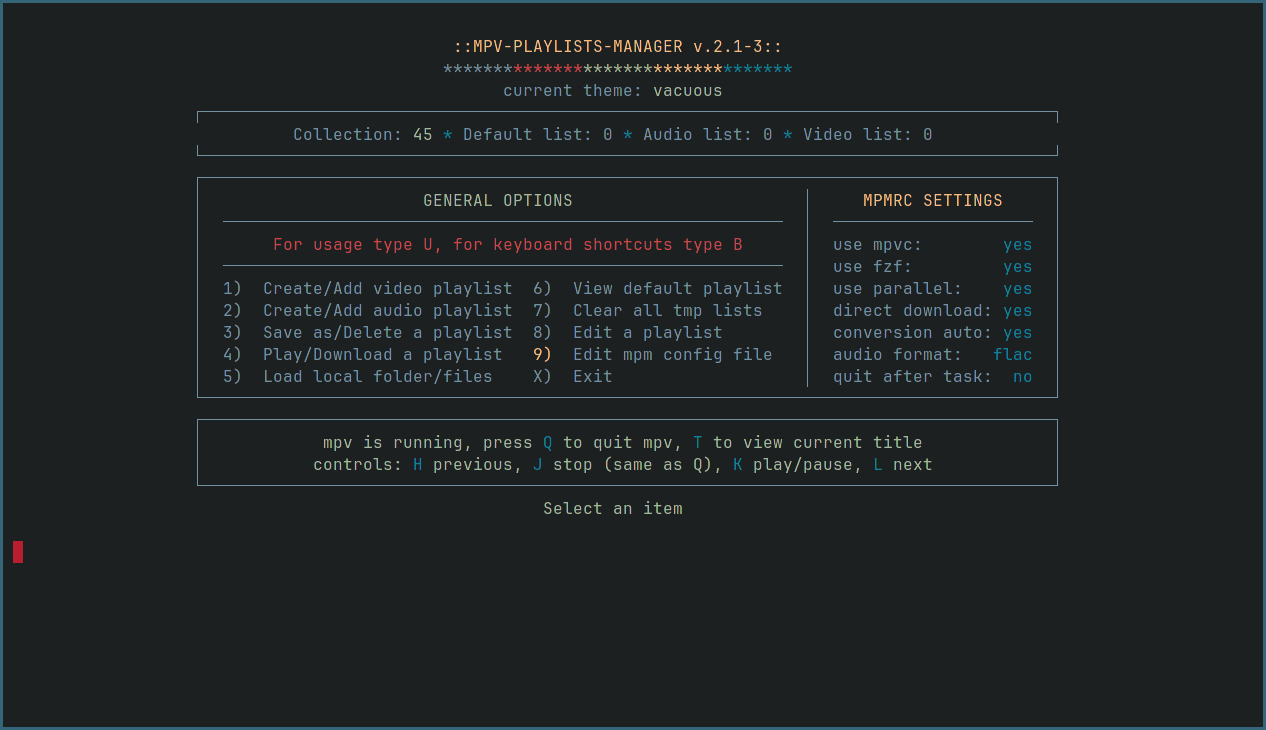 ::MPV-PLAYLISTS-MANAGER v.2.1-3::
***********************************
current theme: vacuous
Collection: 45 * Default list: 0 * Audio list: 0 * Video list: 0
GENERAL OPTIONS
For usage type U, for keyboard shortcuts type B
1) Create/Add video playlist 6) View default playlist
2) Create/Add audio playlist 7) Clear all tmp lists
3) Save as/Delete a playlist 8) Edit a playlist
4) Play/Download a playlist 9) Edit mpm config file
5) Load local folder/files X) Exit
MPMRC SETTINGS
use mpvc: yes
use fzf: yes
use parallel: yes
direct download: yes
conversion auto: yes
audio format: flac
quit after task: no
mpv is running, press Q to quit mpv, T to view current title
controls: H previous, J stop (same as Q), K play/pause, L next
Select an item